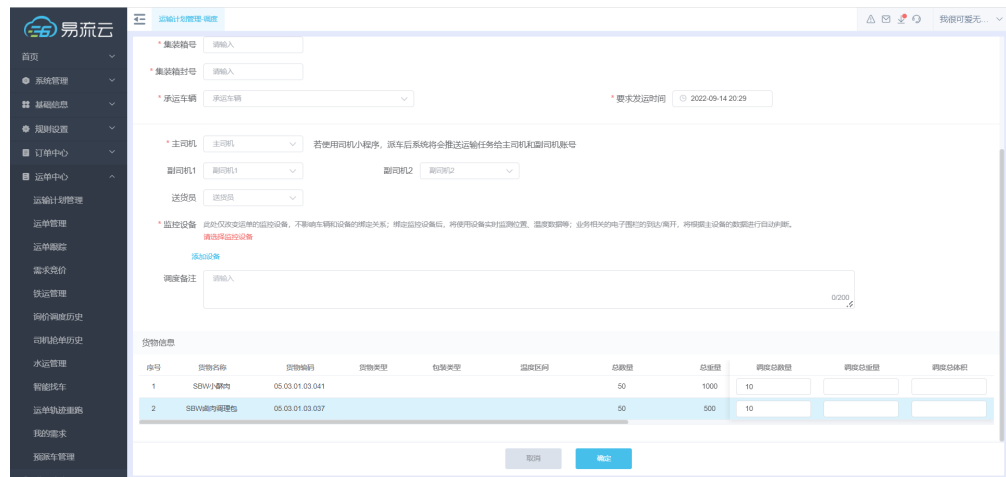 易流云
运输计划管理-调度
我很可爱无...
首页
系统管理
基础信息
规则设置
订单中心
运单中心
运输计划管理
运单管理
运单跟踪
需求竞价
铁运管理
询价调度历史
司机抢单历史
水运管理
智能找车
运单轨迹重跑
我的需求
预派车管理
* 集装箱号 请输入
* 集装箱封号 请输入
* 承运车辆 承运车辆 * 要求发运时间 2022-09-14 20:29
* 主司机 主司机 若使用司机小程序，派车后系统将会推送运输任务给主司机和副司机账号
副司机1 副司机1 副司机2 副司机2
送货员 送货员
* 监控设备 此处仅改变运单的监控设备，不影响车辆和设备的绑定关系；绑定监控设备后，将使用设备实时监测位置、温度数据等；业务相关的电子围栏的到达/离开，将根据主设备的数据进行自动判断。
请选择监控设备
添加设备
调度备注 请输入
0/200
货物信息
序号 货物名称 货物编码 货物类型 包装类型 温度区间 总数量 总重量 调度总数量 调度总重量 调度总体积
1 SBW小酥肉 05.03.01.03.041 50 1000 10
2 SBW卤肉调理包 05.03.01.03.037 50 500 10
取消 确定